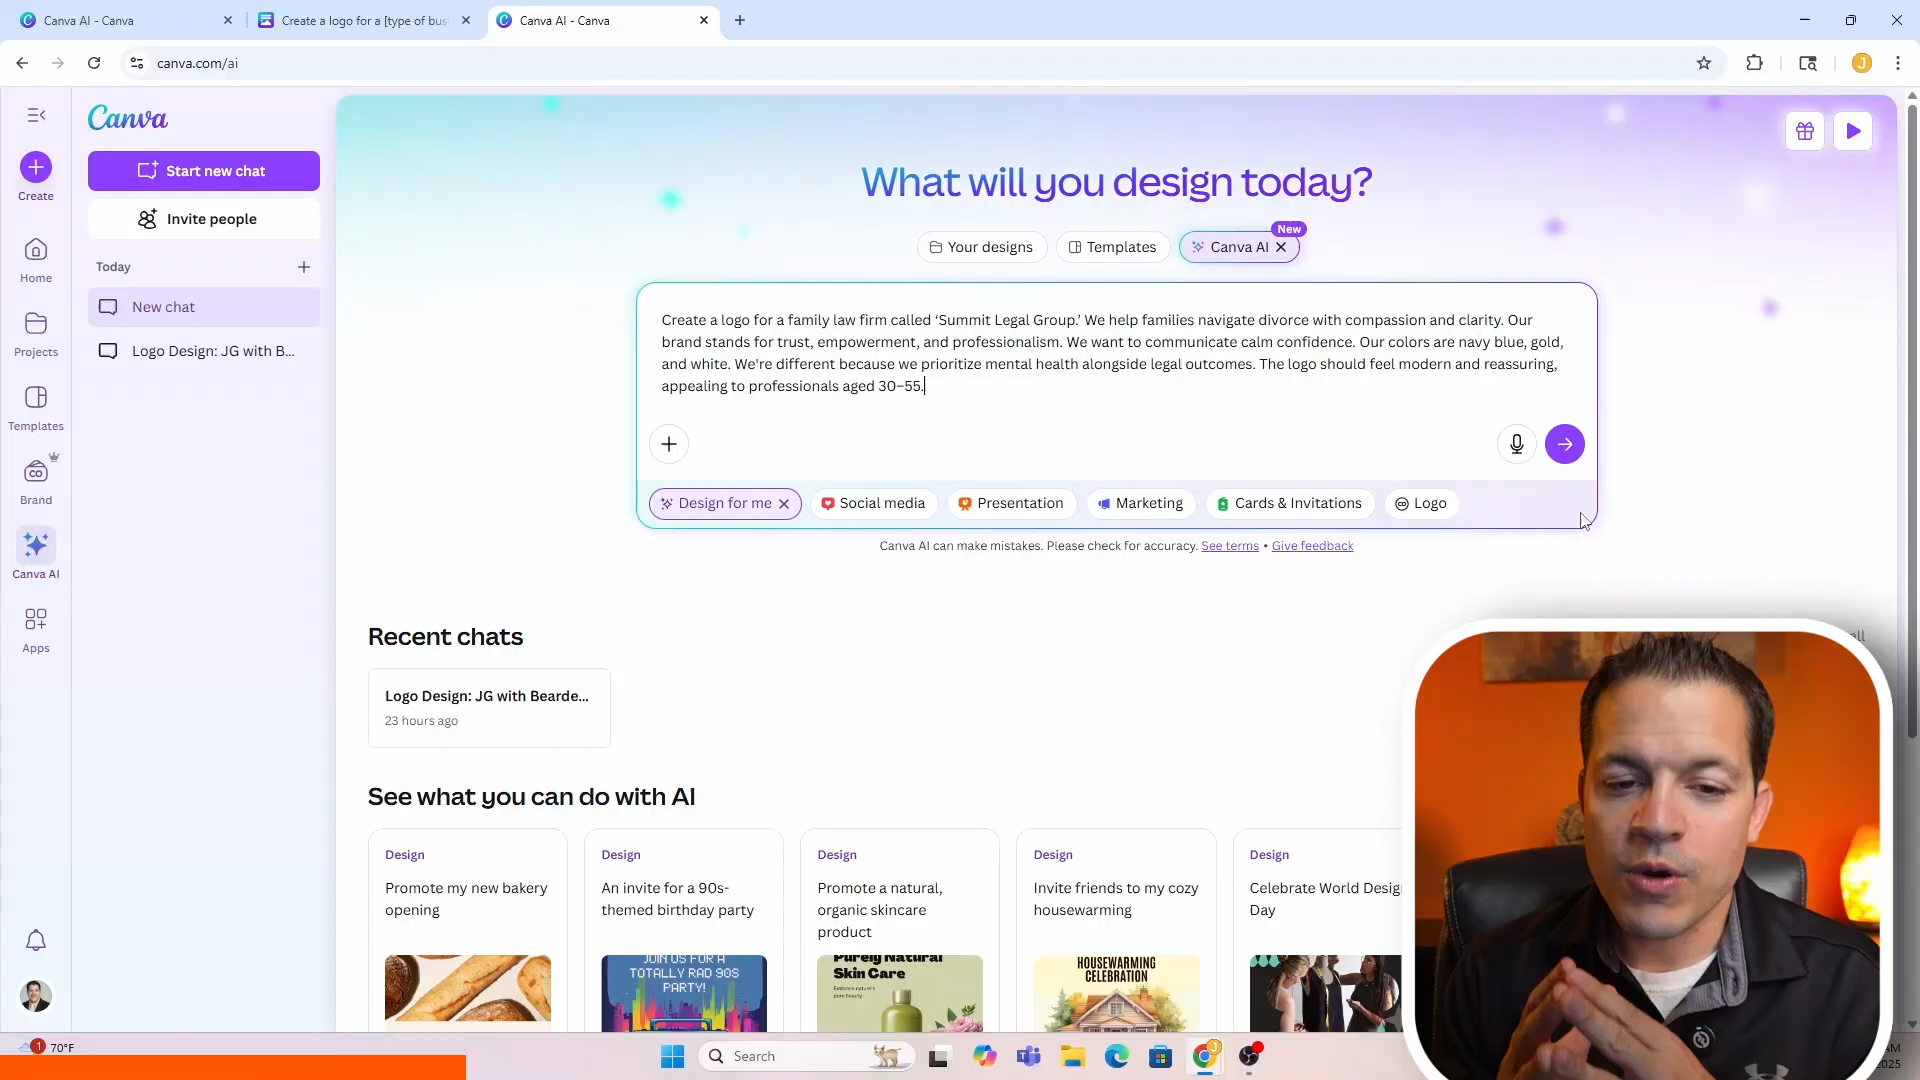 Canva AI - Canva
Create a logo for a [type of bus
Canva AI - Canva
canva.com/ai
J
Canva
Start new chat
Create
Invite people
Today
Home
New chat
Projects
Logo Design: JG with B...
Templates
Brand
Canva AI
Apps
What will you design today?
New
Your designs
Templates
Canva AI
Create a logo for a family law firm called ‘Summit Legal Group.’ We help families navigate divorce with compassion and clarity. Our
brand stands for trust, empowerment, and professionalism. We want to communicate calm confidence. Our colors are navy blue, gold,
and white. We're different because we prioritize mental health alongside legal outcomes. The logo should feel modern and reassuring,
appealing to professionals aged 30–55.
Design for me
Social media
Presentation
Marketing
Cards & Invitations
Logo
Canva AI can make mistakes. Please check for accuracy. See terms • Give feedback
Recent chats
Logo Design: JG with Bearde...
23 hours ago
See what you can do with AI
Design
Promote my new bakery
opening
Design
An invite for a 90s-
themed birthday party
JOIN US FOR A
TOTALLY RAD 90S
PARTY!
Design
Promote a natural,
organic skincare
product
Purely Natural
Skin Care
Embrace nature's
pure beauty
Design
Invite friends to my cozy
housewarming
HOUSEWARMING
CELEBRATION
Design
Celebrate World Desig
Day
1
70°F
Search
AM
2025